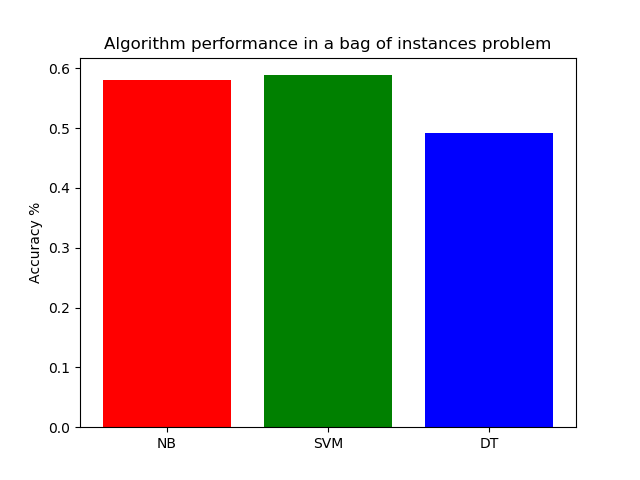 Algorithm performance in a bag of instances problem
Accuracy %
0.6
0.5
0.4
0.3
0.2
0.1
0.0
NB
SVM
DT